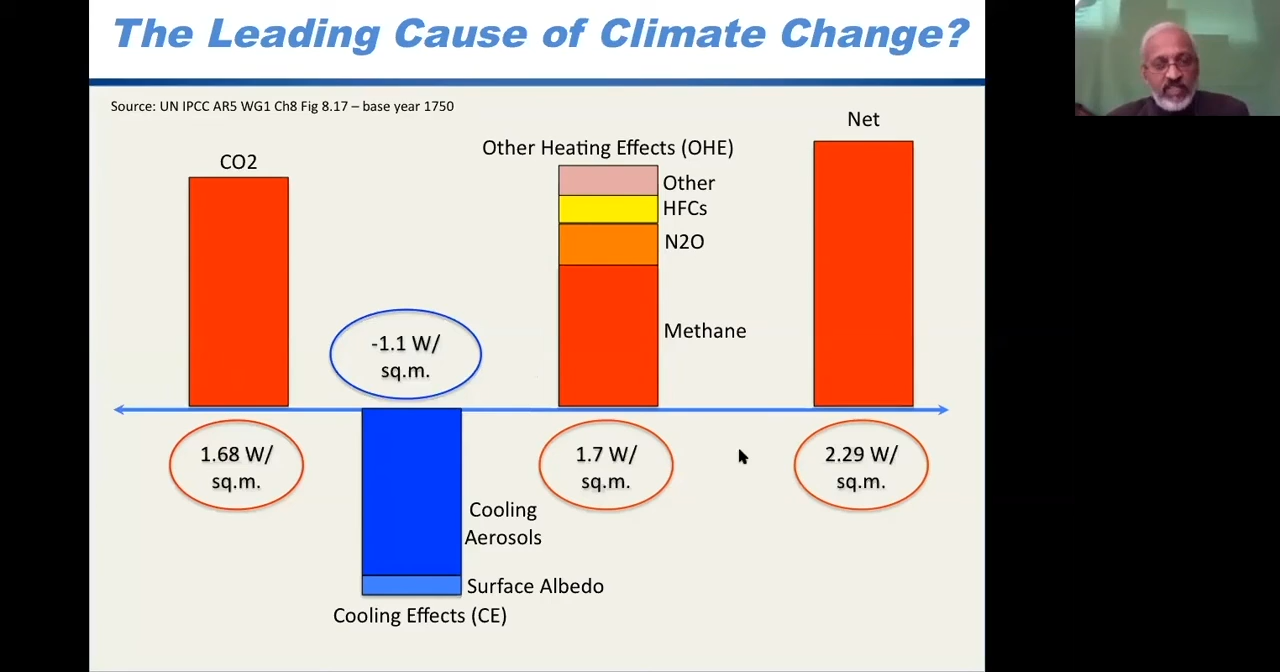 The Leading Cause of Climate Change?
Source: UN IPCC AR5 WG1 Ch8 Fig 8.17 – base year 1750
Net
Other Heating Effects (OHE)
CO2
Other
HFCs
N2O
Methane
-1.1 W/
sq.m.
1.68 W/
sq.m.
1.7 W/
sq.m.
2.29 W/
sq.m.
Cooling
Aerosols
Surface Albedo
Cooling Effects (CE)